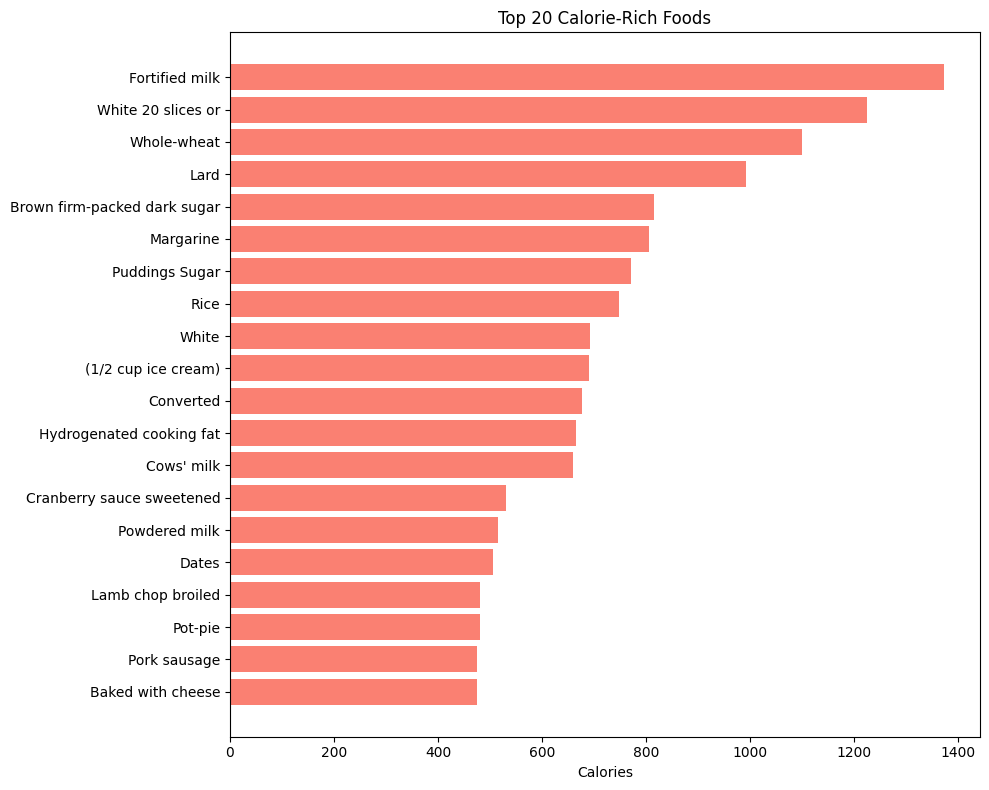 Top 20 Calorie-Rich Foods
Fortified milk
White 20 slices or
Whole-wheat
Lard
Brown firm-packed dark sugar
Margarine
Puddings Sugar
Rice
White
(1/2 cup ice cream)
Converted
Hydrogenated cooking fat
Cows' milk
Cranberry sauce sweetened
Powdered milk
Dates
Lamb chop broiled
Pot-pie
Pork sausage
Baked with cheese
0 200 400 600 800 1000 1200 1400
Calories